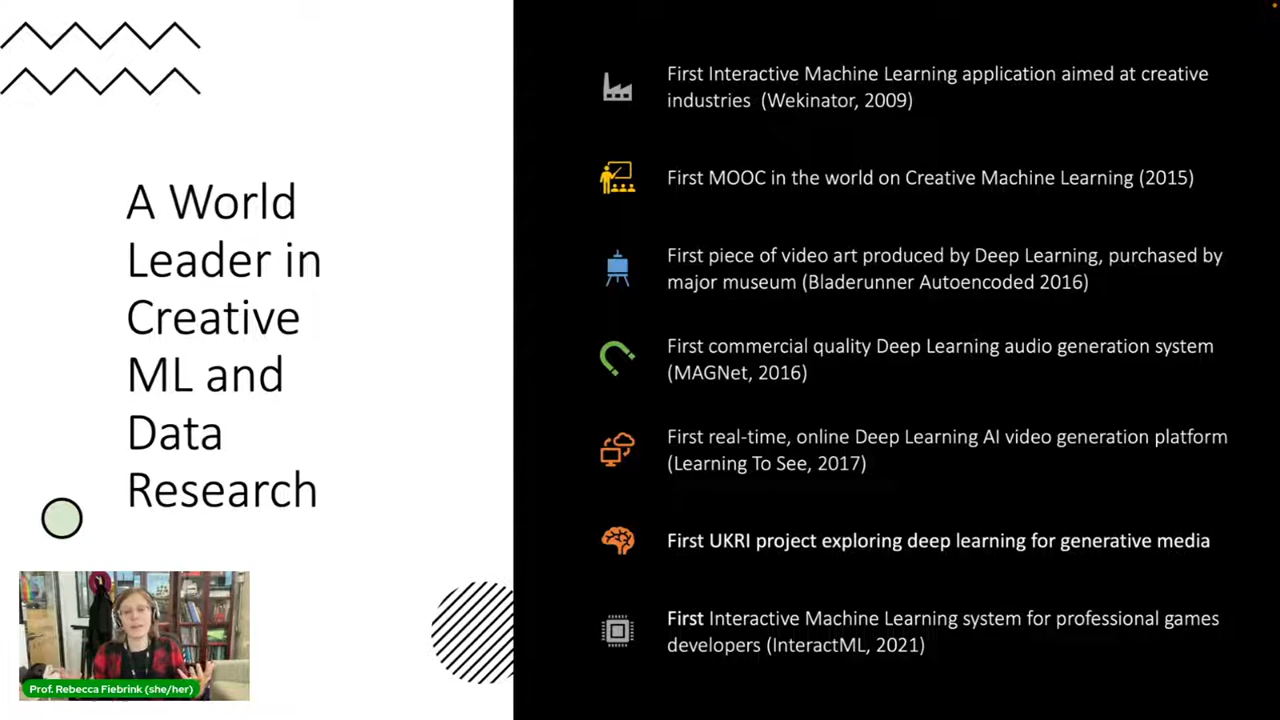 A World
Leader in
Creative
ML and
Data
Research
First Interactive Machine Learning application aimed at creative
industries (Wekinator, 2009)
First MOOC in the world on Creative Machine Learning (2015)
First piece of video art produced by Deep Learning, purchased by
major museum (Bladerunner Autoencoded 2016)
First commercial quality Deep Learning audio generation system
(MAGNet, 2016)
First real-time, online Deep Learning AI video generation platform
(Learning To See, 2017)
First UKRI project exploring deep learning for generative media
First Interactive Machine Learning system for professional games
developers (InteractML, 2021)
Prof. Rebecca Fiebrink (she/her)